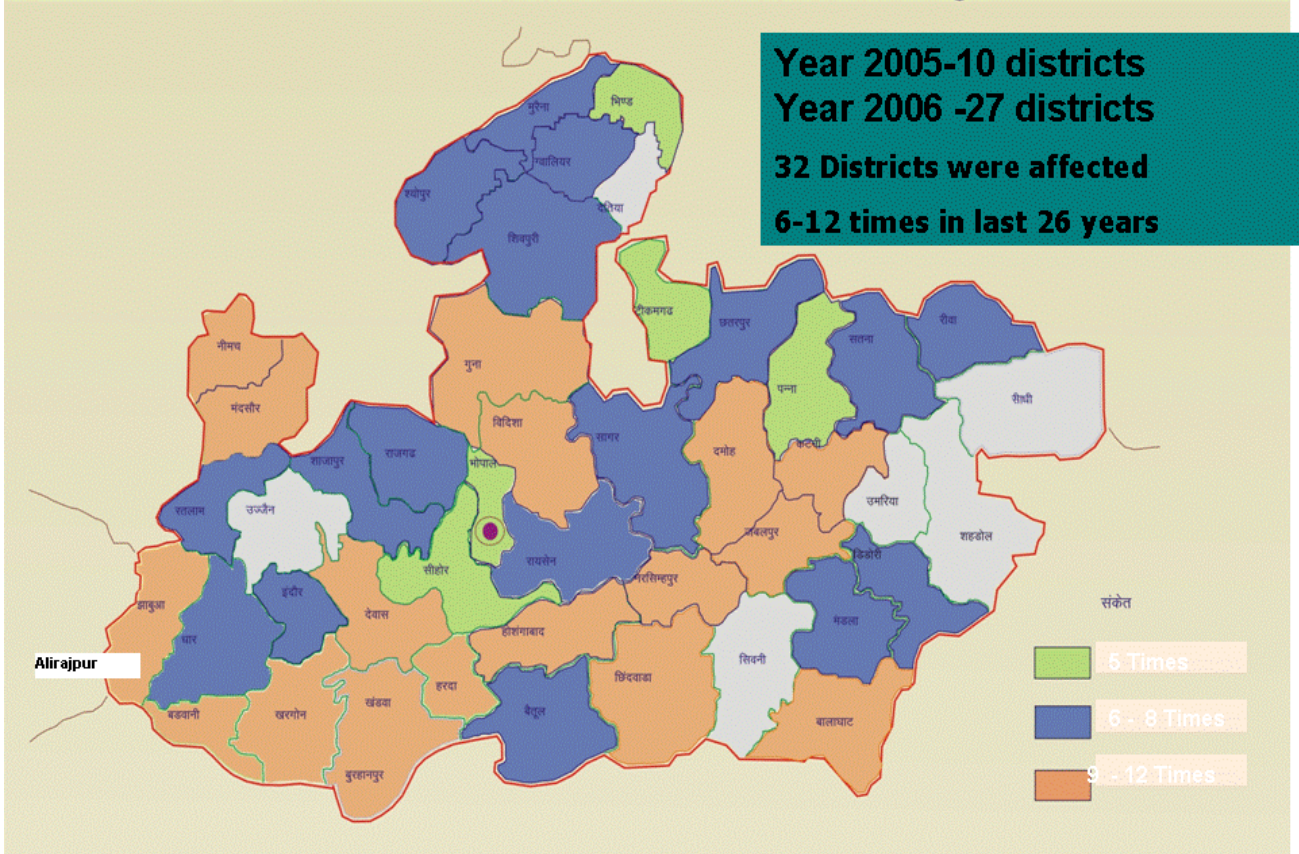 Year 2005-10 districts
Year 2006 -27 districts
32 Districts were affected
6-12 times in last 26 years
भिण्ड
मुरैना
ग्वालियर
श्योपुर
दतिया
शिवपुरी
टीकमगढ
छतरपुर
रीवा
सतना
नीमच
गुना
पन्ना
सीधी
मंदसौर
विदिशा
सागर
कटनी
दमोह
राजगढ
शाजापुर
भोपाल
उमरिया
रतलाम
उज्जैन
जबलपुर
शहडोल
डिंडोरी
रायसेन
सीहोर
नरसिम्हपुर
इंदौर
झाबुआ
देवास
मंडला
संकेत
होशंगाबाद
धार
सिवनी
Alirajpur
5 Times
छिंदवाडा
हरदा
खंडवा
बडवानी
खरगोन
बेतूल
बालाघाट
6 - 8 Times
बुरहानपुर
9 - 12 Times